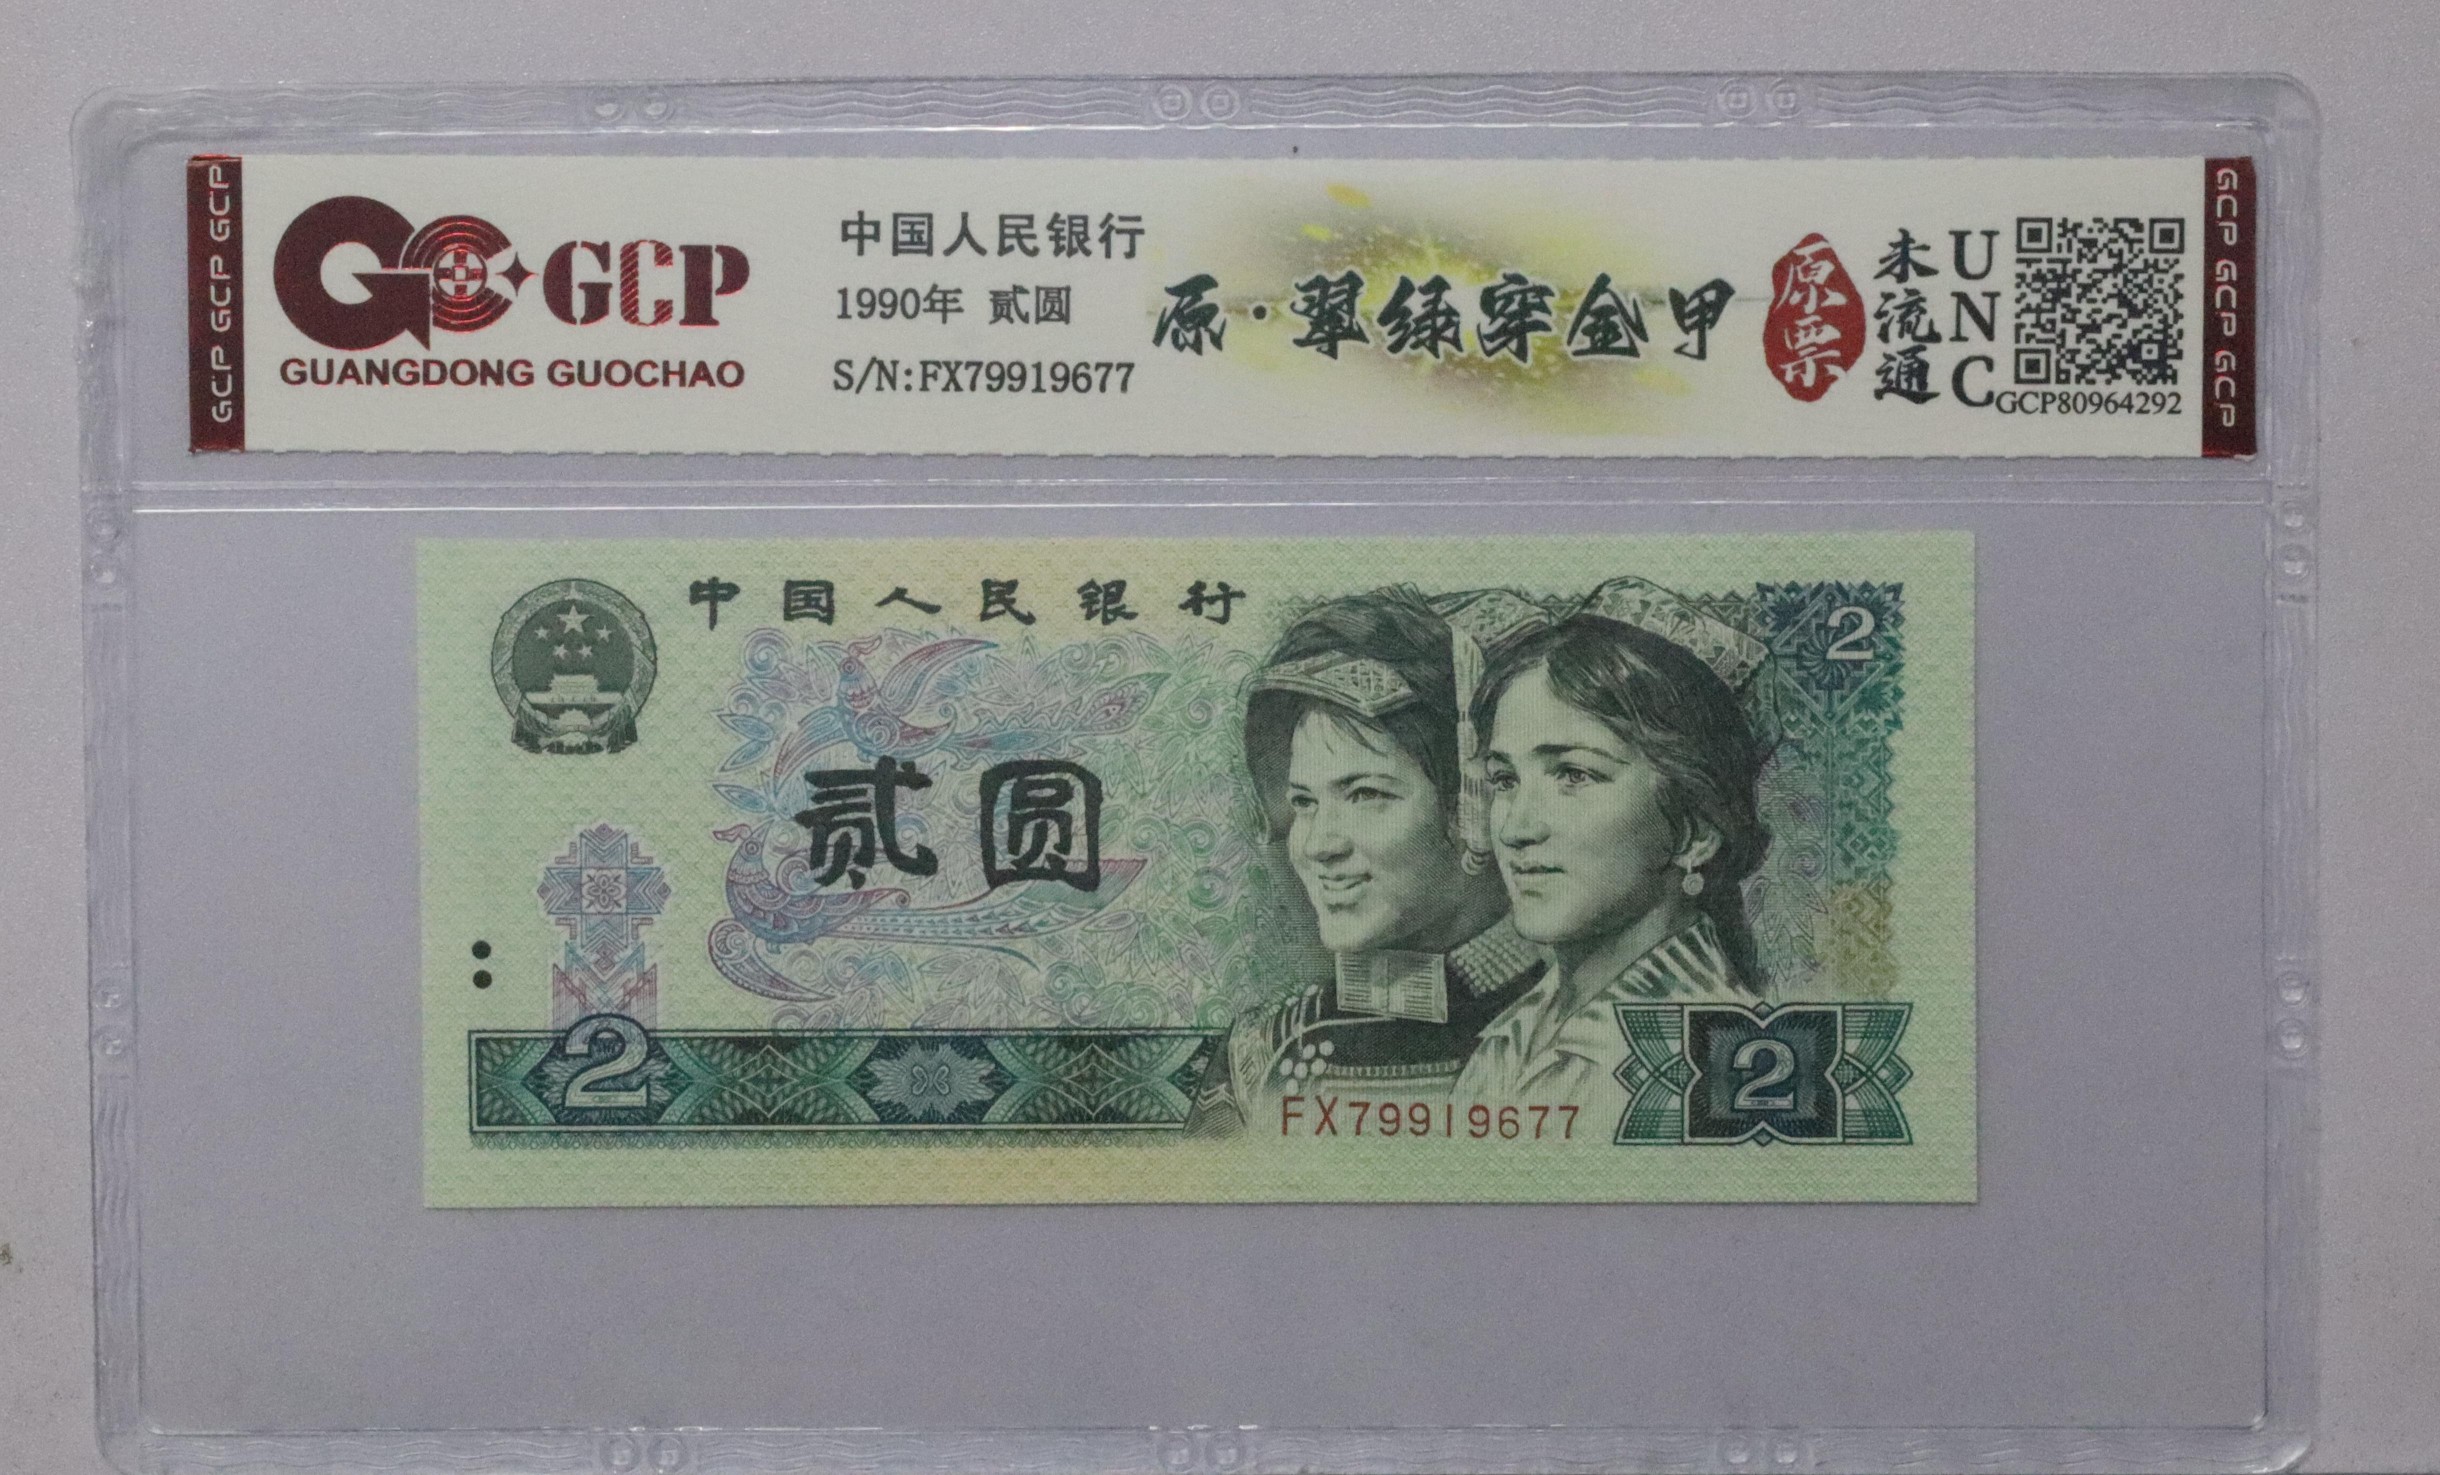 GCP GCP GCP
GCP
GUANGDONG GUOCHAO
中国人民银行
1990年 贰圆
S/N:FX79919677
原·翠绿穿金甲
原票
未流通
UNC
GCP80964292
GCP GCP GCP
中国人民银行
2
贰圆
2
FX79919677
2